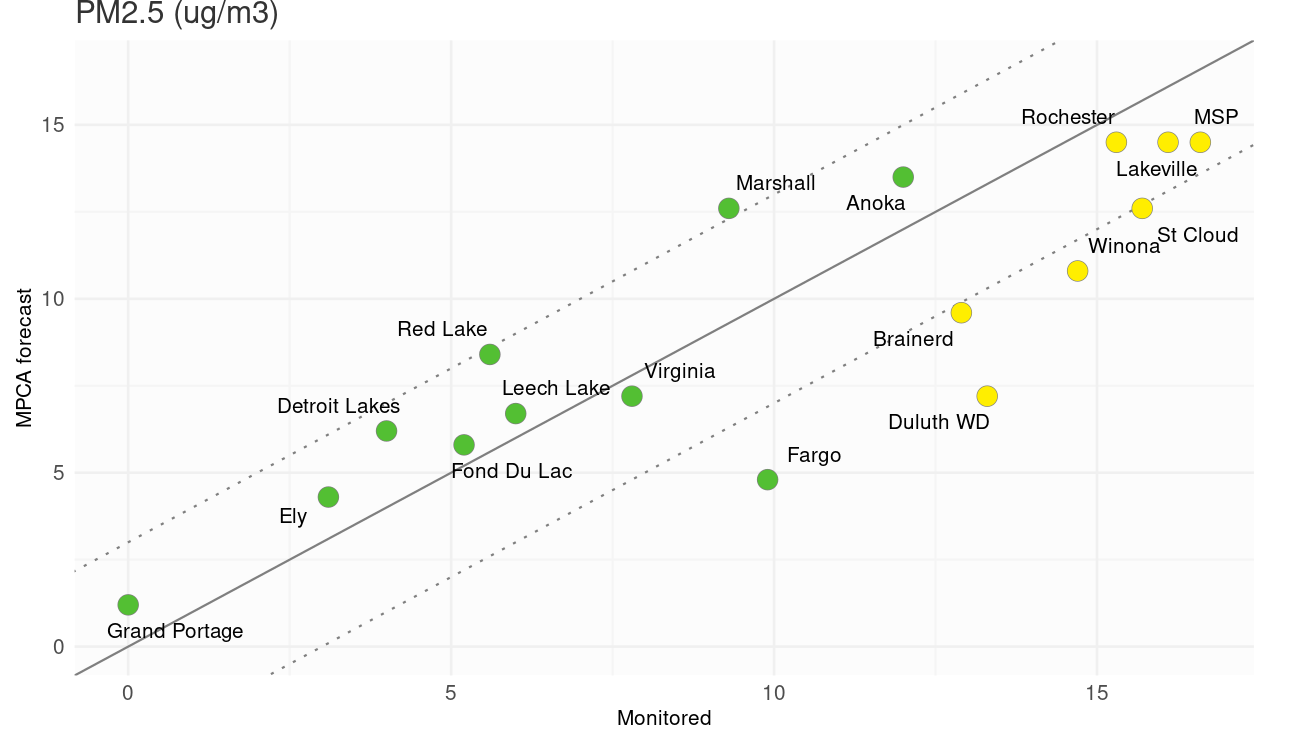 PM2.5 (ug/m3)
MPCA forecast
15
10
5
0
Rochester
MSP
Lakeville
Marshall
Anoka
St Cloud
Winona
Red Lake
Brainerd
Virginia
Leech Lake
Detroit Lakes
Duluth WD
Fargo
Fond Du Lac
Ely
Grand Portage
0
5
10
15
Monitored